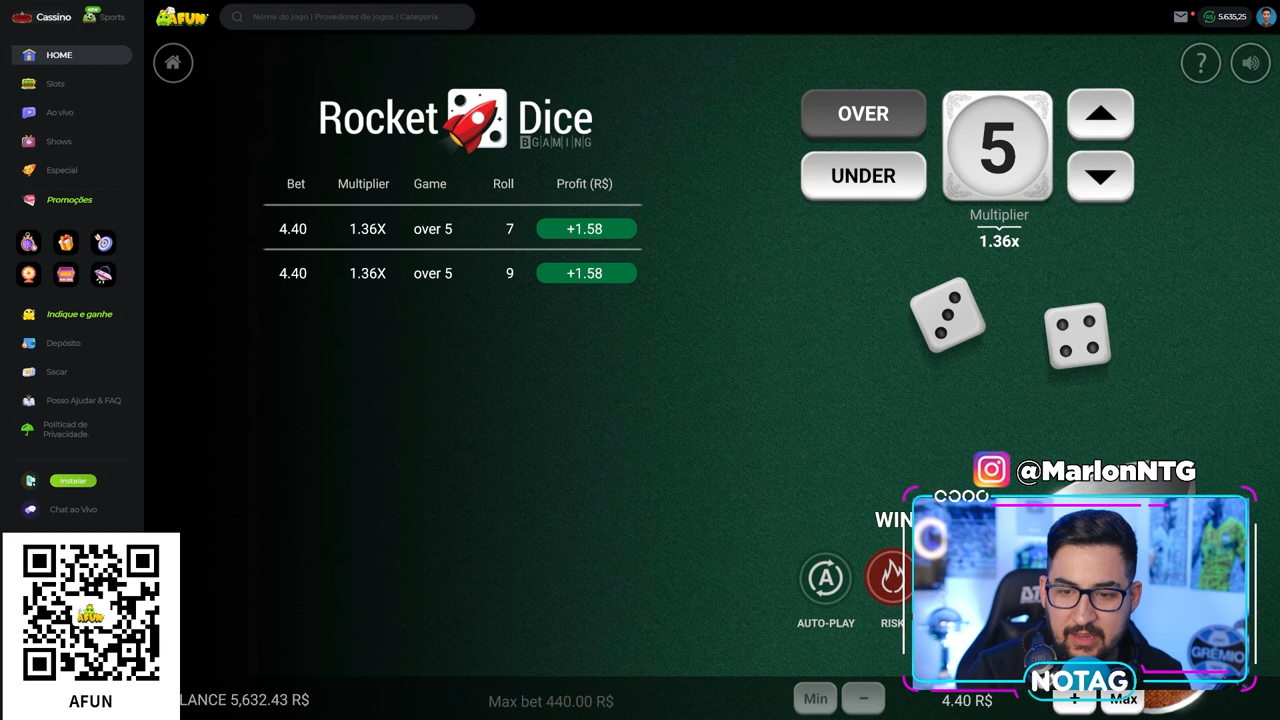 Cassino
NEW
Sports
AFUN
Nome do jogo | Provedores de jogos | Categoria
R$ 5.635,25
HOME
Slots
Ao vivo
Shows
Especial
Promoções
Indique e ganhe
Depósito
Sacar
Posso Ajudar & FAQ
Políticad de
Privacidade.
Instalar
Chat ao Vivo
AFUN
AFUN
Rocket Dice
BGAMING
Bet Multiplier Game Roll Profit (R$)
4.40 1.36X over 5 7 +1.58
4.40 1.36X over 5 9 +1.58
OVER
UNDER
5
Multiplier
1.36x
?
@MarlonNTG
WIN
A
AUTO-PLAY
RISK
GRÊMIO
NOTAG
LANCE 5,632.43 R$
Max bet 440.00 R$
Min
−
4.40 R$
+
Max